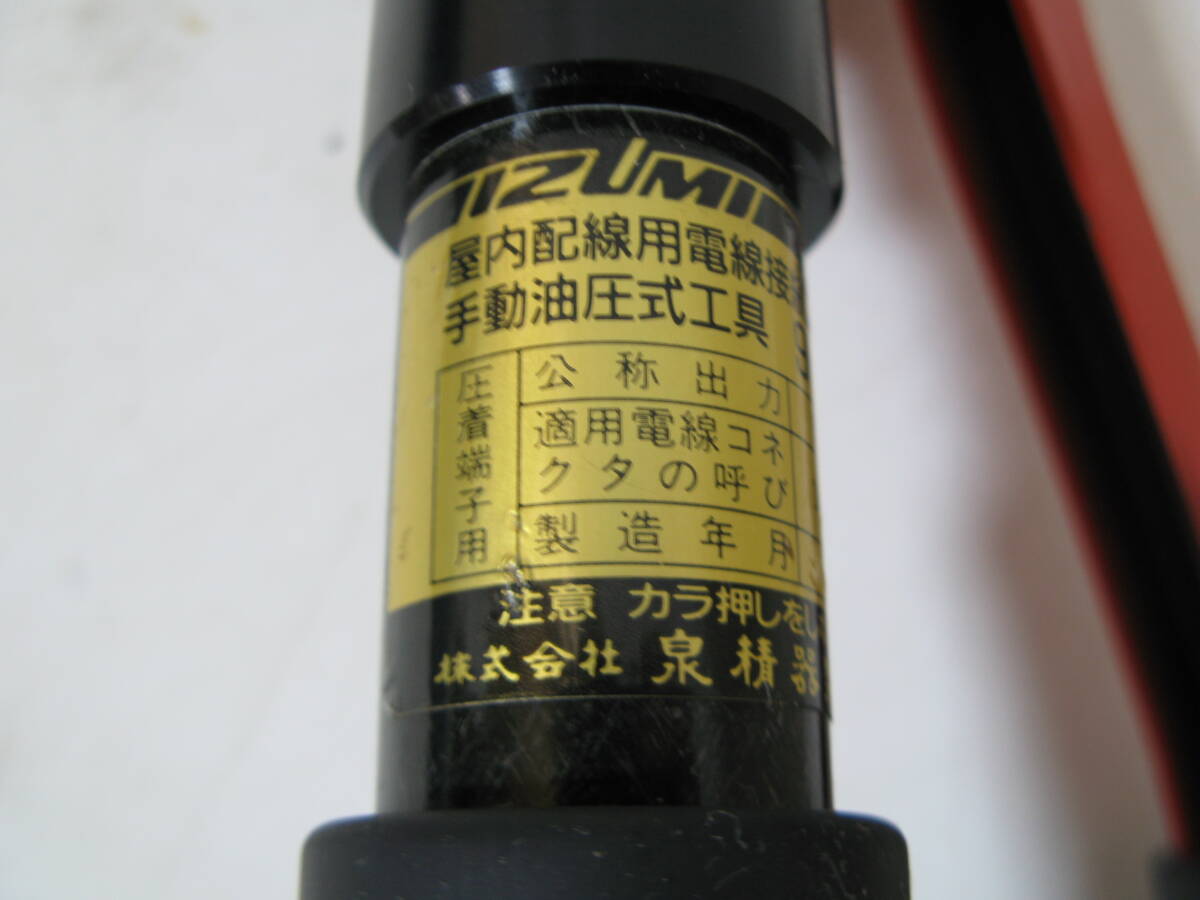 IZUMI
屋内配線用電線接
手動油圧式工具
圧着端子用
公称出力
適用電線コネ
クタの呼び
製造年月
注意 カラ押しをし
株式会社 泉精器